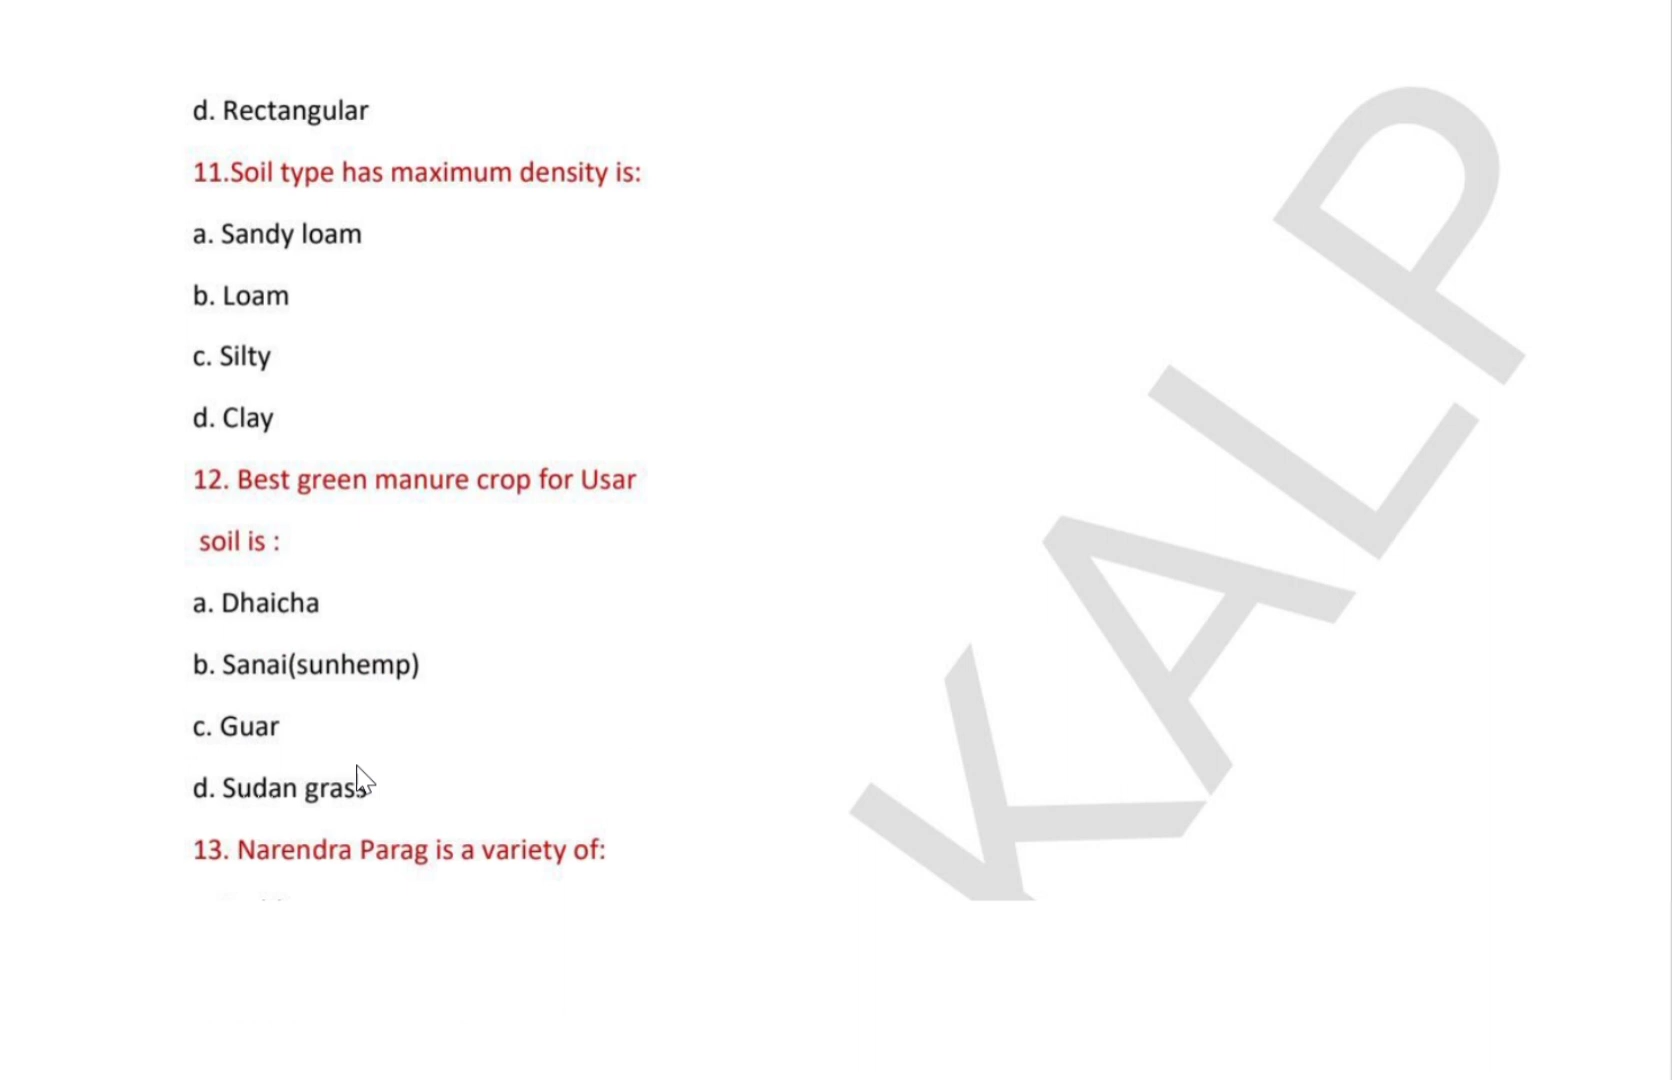 d. Rectangular
11.Soil type has maximum density is:
a. Sandy loam
b. Loam
c. Silty
d. Clay
12. Best green manure crop for Usar
soil is :
a. Dhaicha
b. Sanai(sunhemp)
c. Guar
d. Sudan grass
13. Narendra Parag is a variety of:
KALP